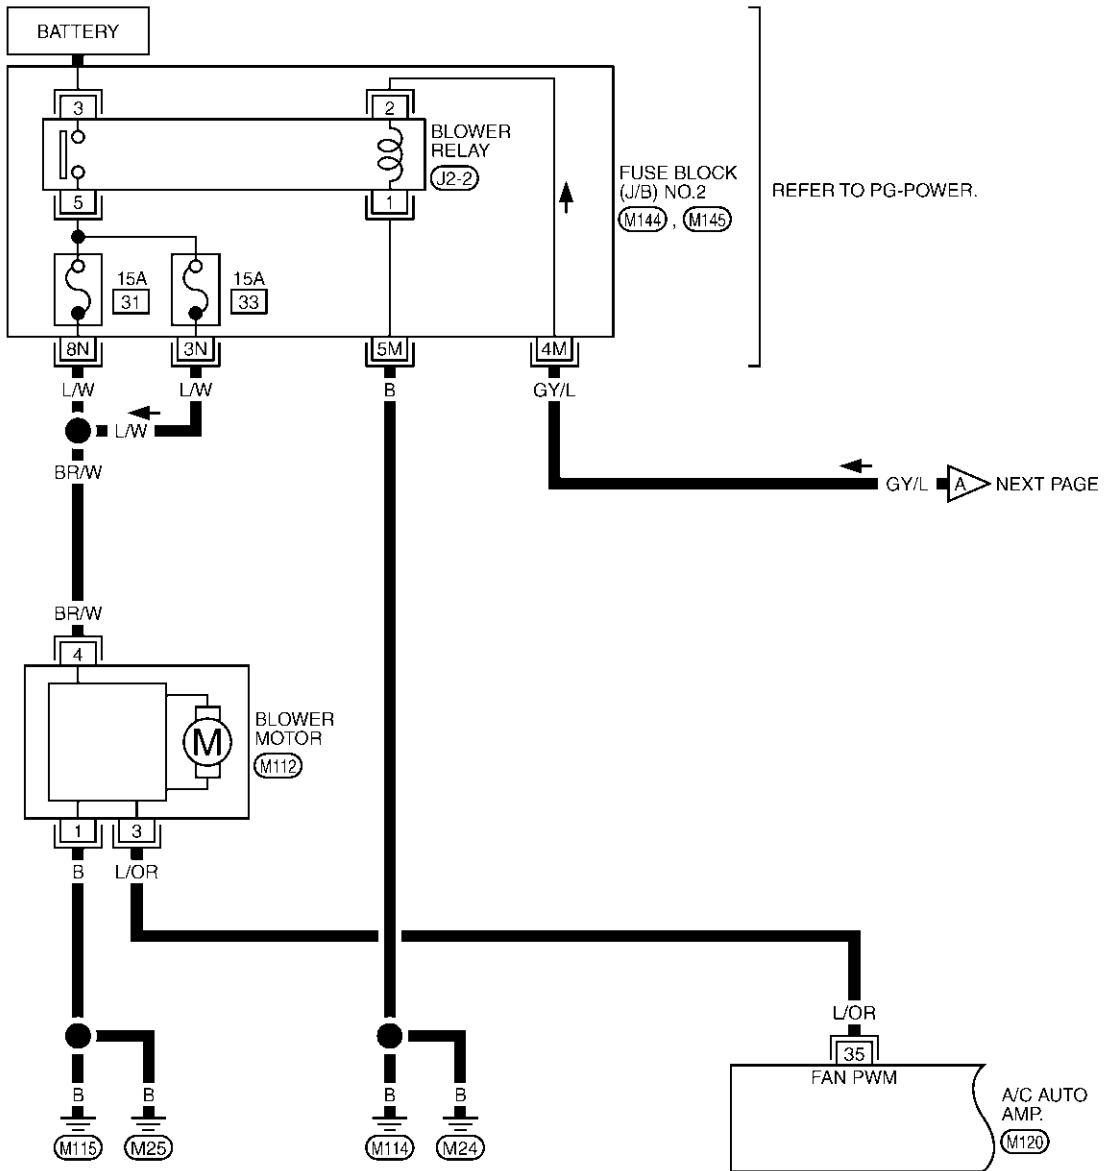 BATTERY
3
2
BLOWER
RELAY
J2-2
5
1
FUSE BLOCK
(J/B) NO.2
M144 , M145
REFER TO PG-POWER.
15A
31
15A
33
8N
3N
5M
4M
L/W
L/W
B
GY/L
L/W
BR/W
GY/L
A
NEXT PAGE
BR/W
4
BLOWER
MOTOR
M112
M
1
3
B
L/OR
L/OR
35
FAN PWM
A/C AUTO
AMP.
M120
B
B
B
B
M115
M25
M114
M24